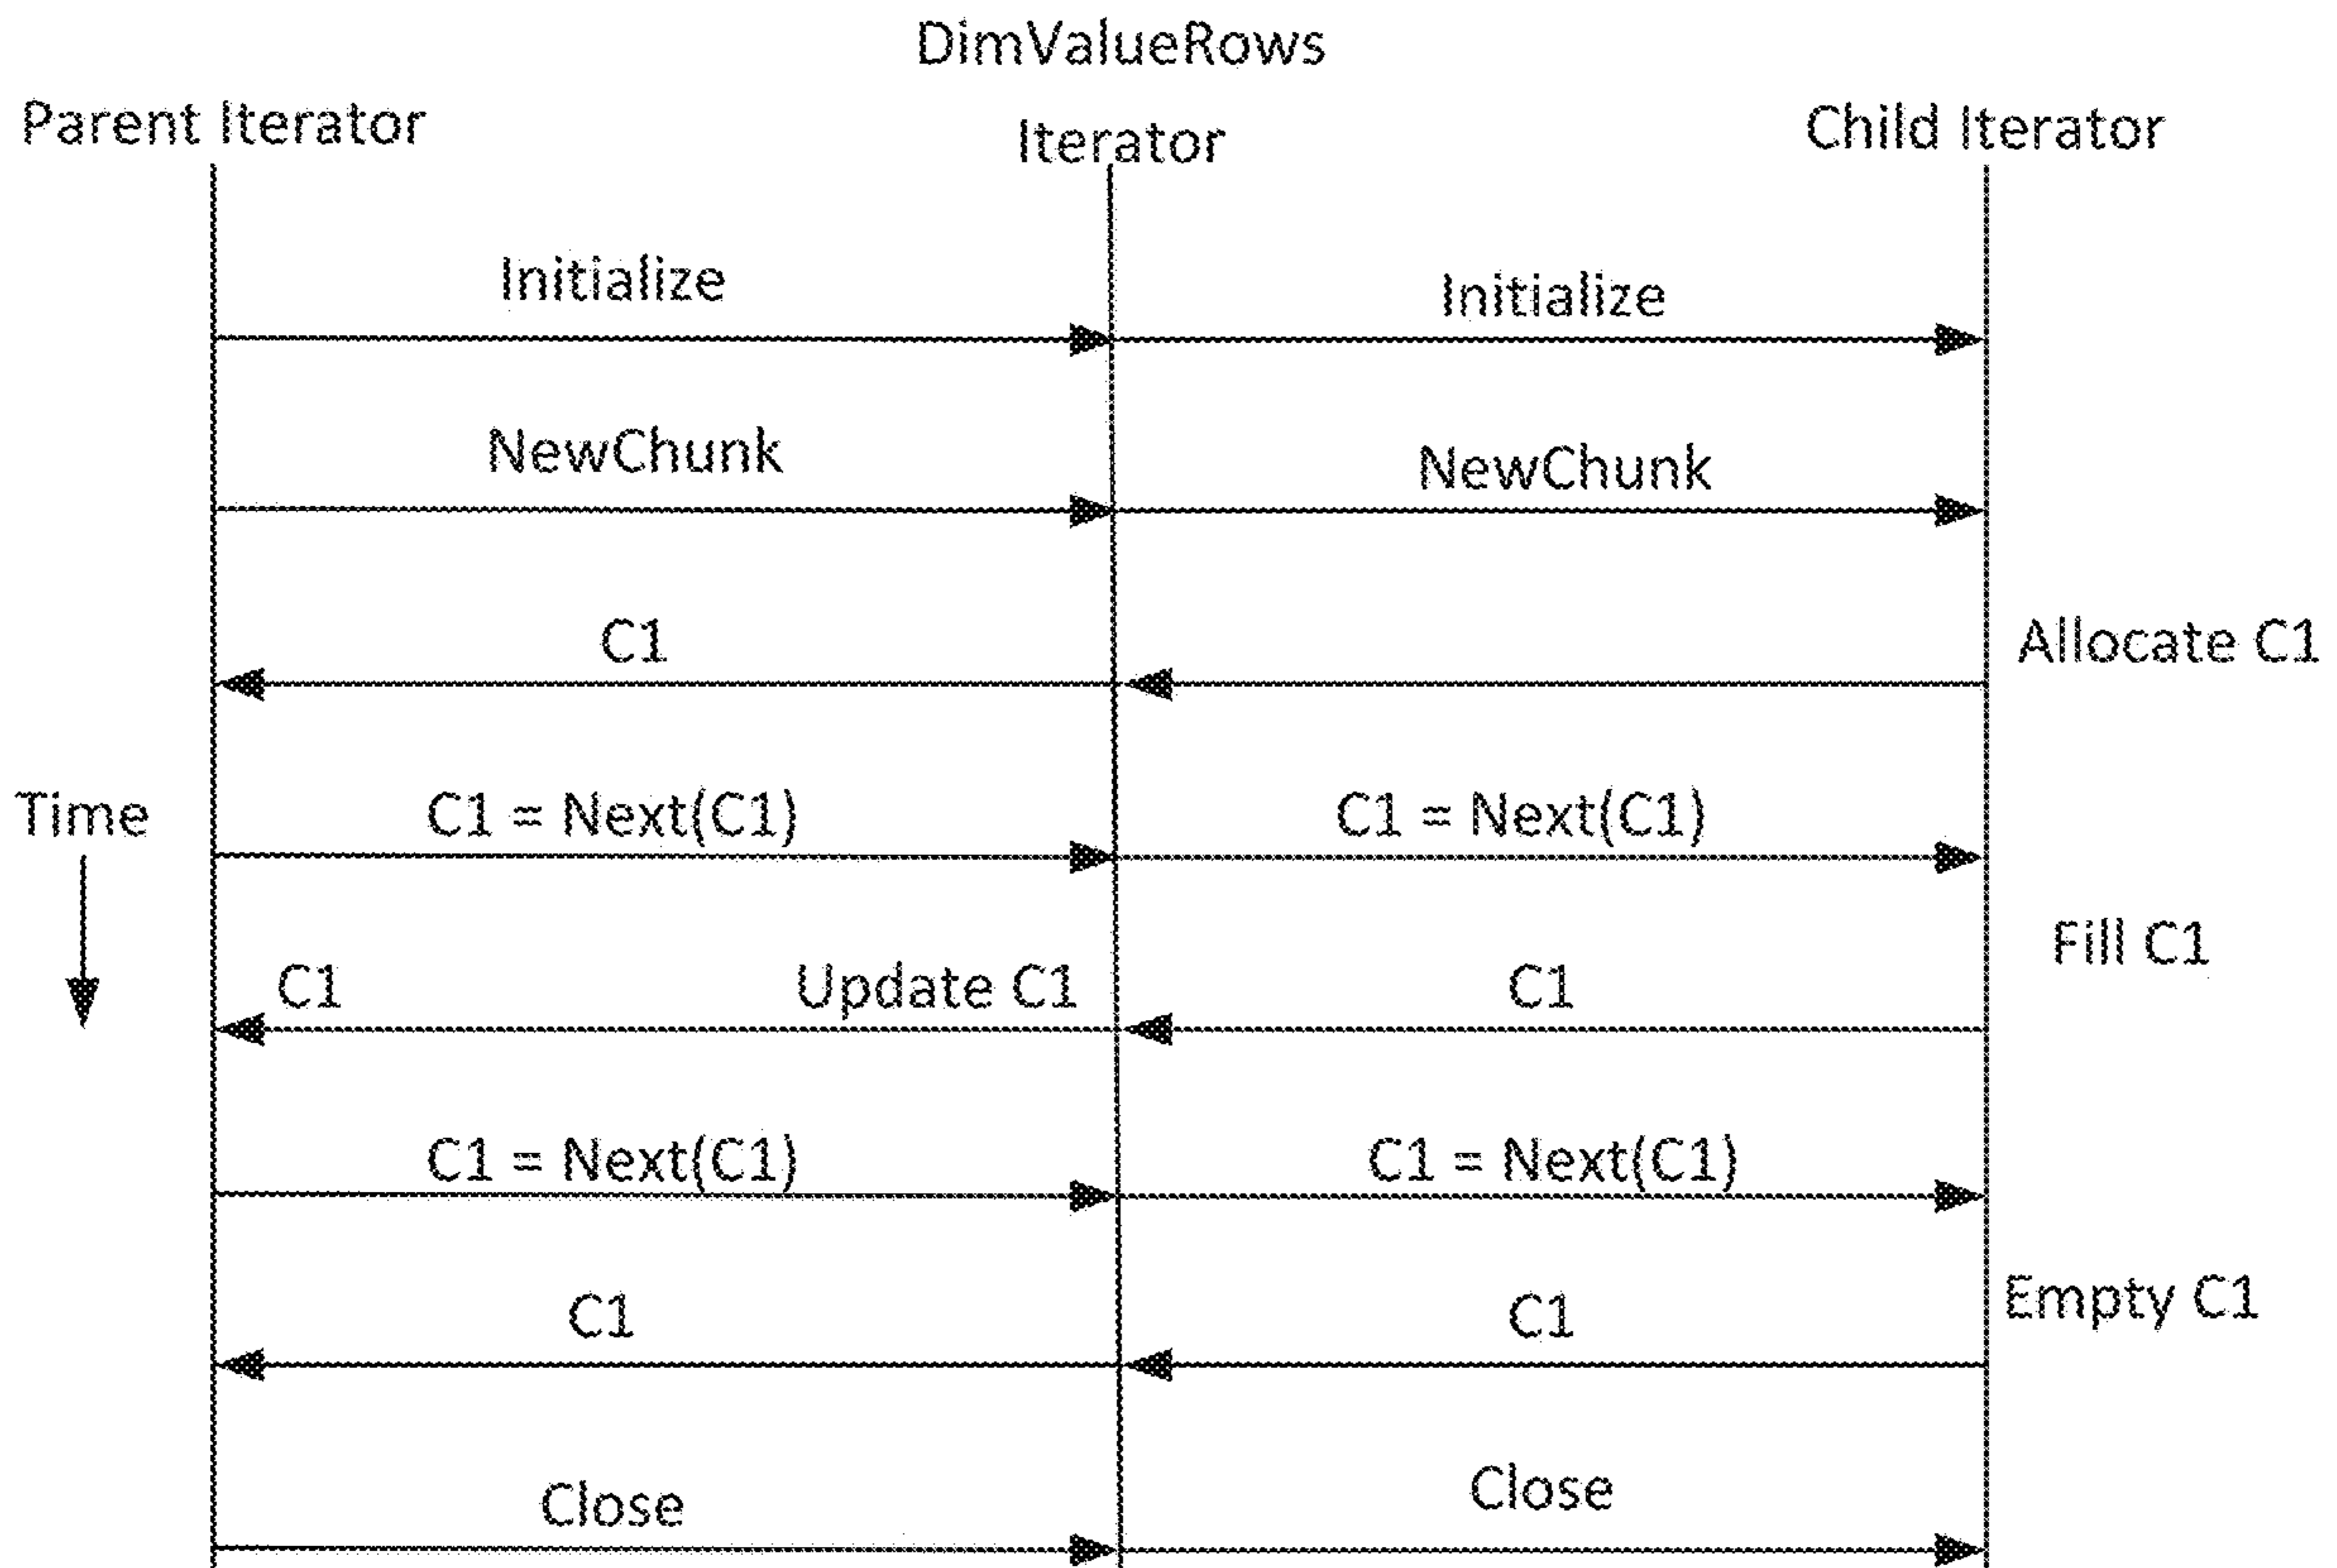 DimValueRows
Iterator
Parent Iterator
Child Iterator
Initialize
Initialize
NewChunk
NewChunk
C1
Allocate C1
Time
C1 = Next(C1)
C1 = Next(C1)
Fill C1
C1
Update C1
C1
C1 = Next(C1)
C1 = Next(C1)
Empty C1
C1
C1
Close
Close